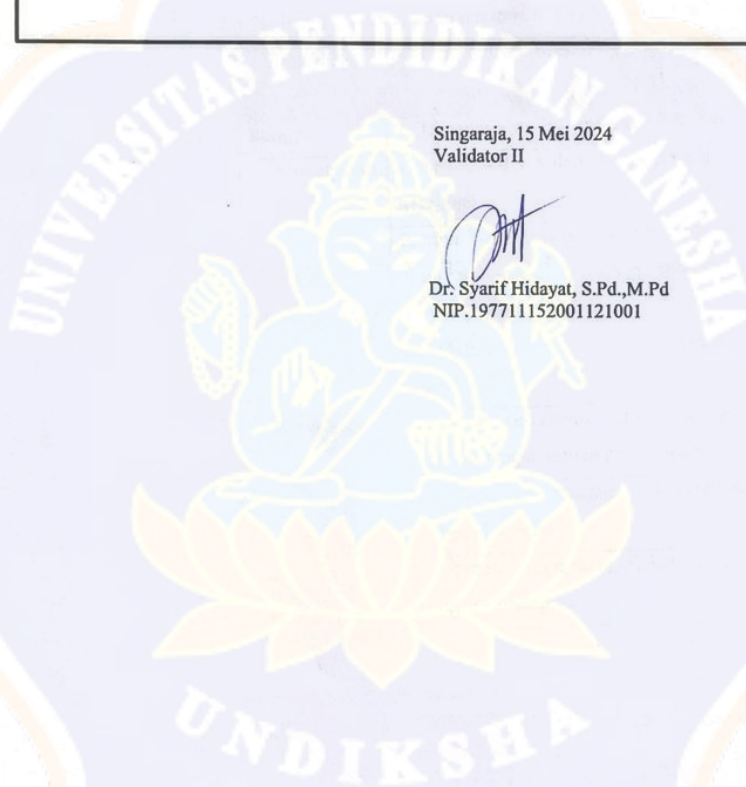 UNIVERSITAS PENDIDIKAN GANESHA
Singaraja, 15 Mei 2024
Validator II
Dr. Syarif Hidayat, S.Pd.,M.Pd
NIP.197711152001121001
UNDIKSHA